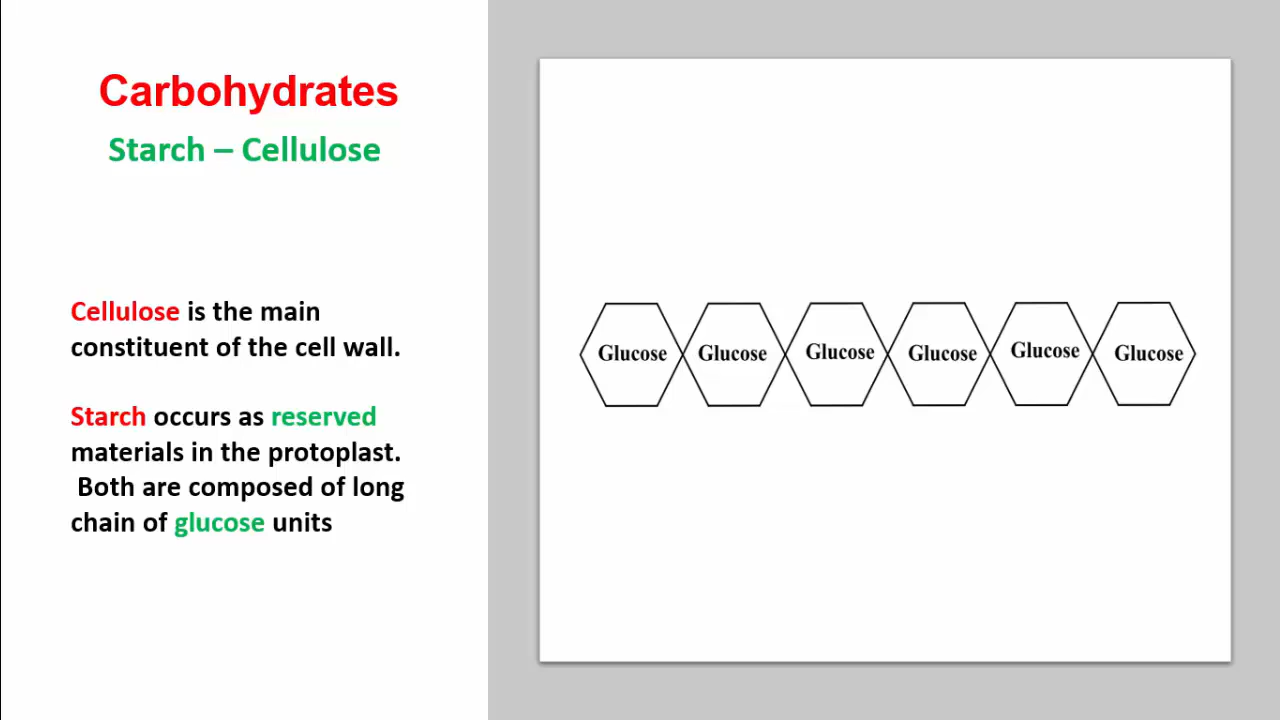 Carbohydrates
Starch – Cellulose
Cellulose is the main
constituent of the cell wall.
Starch occurs as reserved
materials in the protoplast.
Both are composed of long
chain of glucose units
Glucose Glucose Glucose Glucose Glucose Glucose